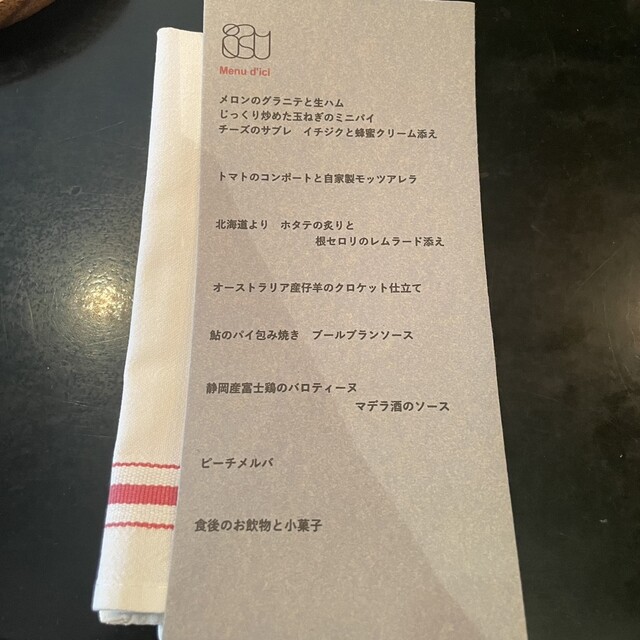 Menu d'ici
メロンのグラニテと生ハム
じっくり炒めた玉ねぎのミニパイ
チーズのサブレ　イチジクと蜂蜜クリーム添え
トマトのコンポートと自家製モッツアレラ
北海道より　ホタテの炙りと
根セロリのレムラード添え
オーストラリア産仔羊のクロケット仕立て
鮎のパイ包み焼き　ブールブランソース
静岡産富士鶏のバロティーヌ
マデラ酒のソース
ピーチメルバ
食後のお飲物と小菓子